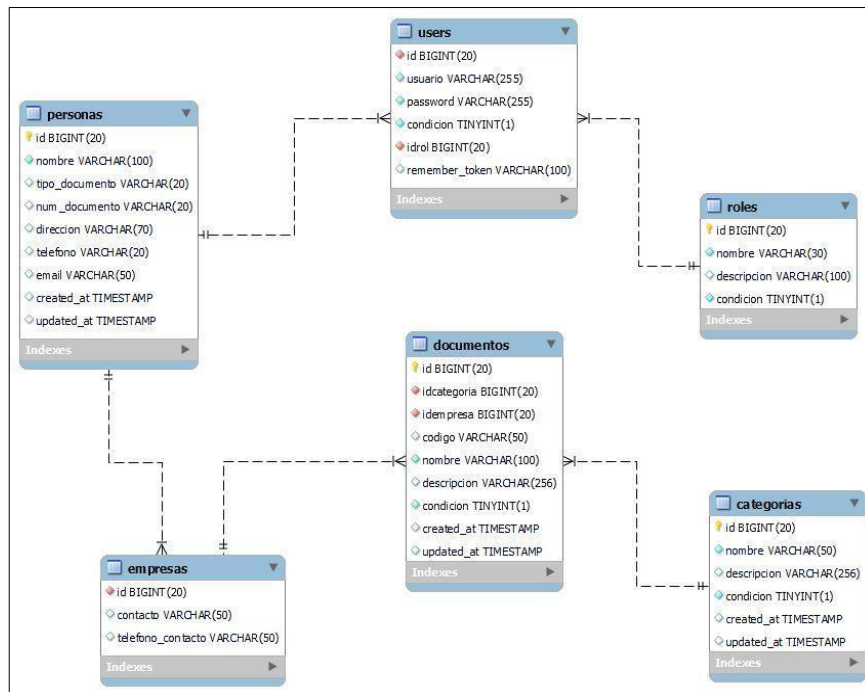 users
id BIGINT(20)
usuario VARCHAR(255)
password VARCHAR(255)
condicion TINYINT(1)
idrol BIGINT(20)
remember_token VARCHAR(100)
Indexes
personas
id BIGINT(20)
nombre VARCHAR(100)
tipo_documento VARCHAR(20)
num_documento VARCHAR(20)
direccion VARCHAR(70)
telefono VARCHAR(20)
email VARCHAR(50)
created_at TIMESTAMP
updated_at TIMESTAMP
Indexes
roles
id BIGINT(20)
nombre VARCHAR(30)
descripcion VARCHAR(100)
condicion TINYINT(1)
Indexes
documentos
id BIGINT(20)
idcategoria BIGINT(20)
idempresa BIGINT(20)
codigo VARCHAR(50)
nombre VARCHAR(100)
descripcion VARCHAR(256)
condicion TINYINT(1)
created_at TIMESTAMP
updated_at TIMESTAMP
Indexes
categorias
id BIGINT(20)
nombre VARCHAR(50)
descripcion VARCHAR(256)
condicion TINYINT(1)
created_at TIMESTAMP
updated_at TIMESTAMP
Indexes
empresas
id BIGINT(20)
contacto VARCHAR(50)
telefono_contacto VARCHAR(50)
Indexes